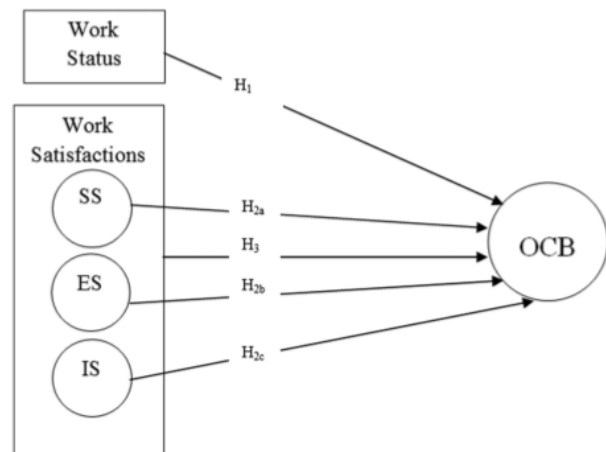 Work
Status
H₁
Work
Satisfactions
SS
H₂ₐ
H₃
OCB
ES
H₂b
IS
H₂c